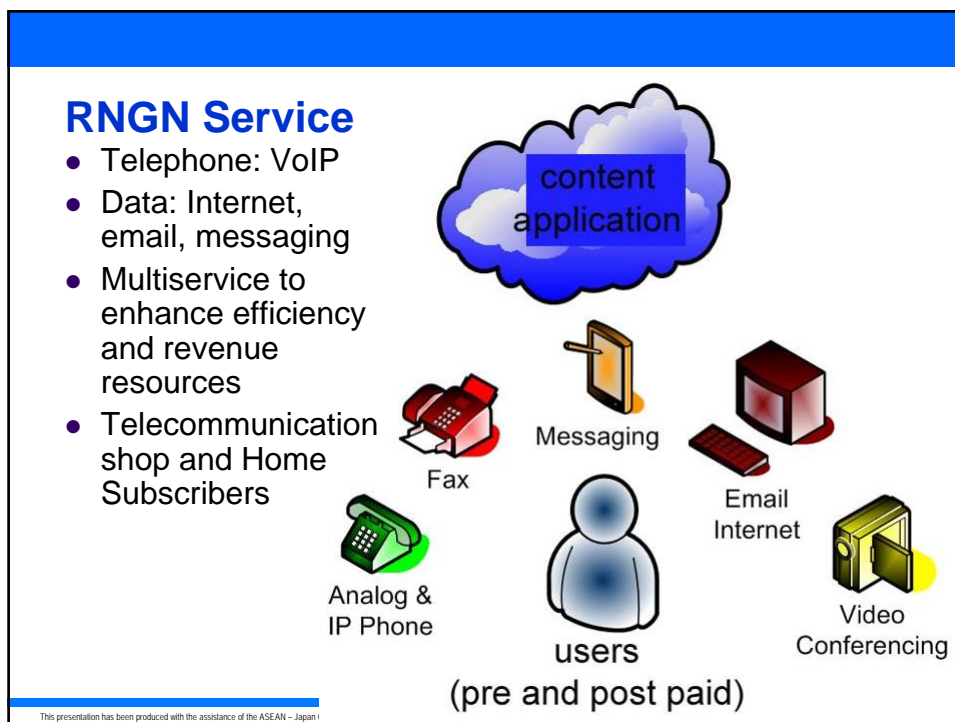 RNGN Service
● Telephone: VoIP
● Data: Internet,
email, messaging
● Multiservice to
enhance efficiency
and revenue
resources
● Telecommunication
shop and Home
Subscribers
content
application
Messaging
Fax
Email
Internet
Analog &
IP Phone
Video
Conferencing
users
(pre and post paid)
This presentation has been produced with the assistance of the ASEAN – Japan